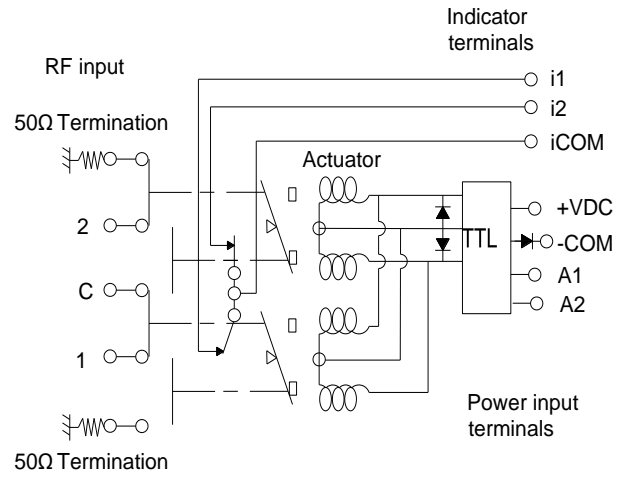 Indicator
terminals
RF input
i1
i2
50Ω Termination
iCOM
Actuator
+VDC
2
TTL
-COM
A1
C
A2
1
Power input
terminals
50Ω Termination